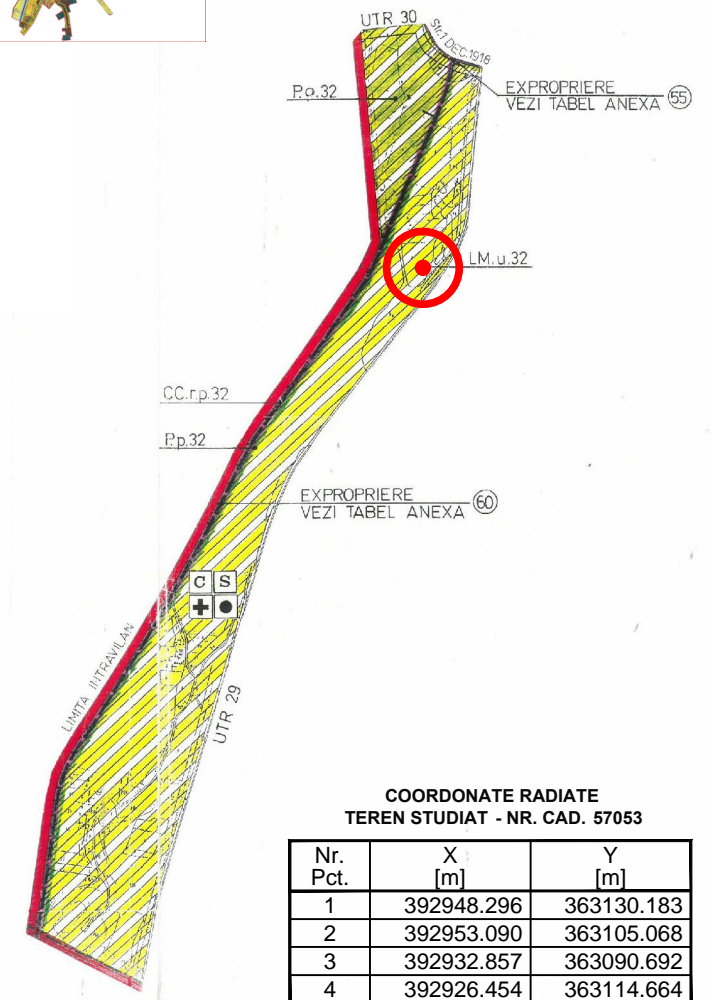 UTR 30
Str.1 DEC.1918
P.o.32
EXPROPRIERE
VEZI TABEL ANEXA 55
LM.u.32
CC.r.p.32
P.p.32
EXPROPRIERE
VEZI TABEL ANEXA 60
C S
LIMITA INTRAVILAN
UTR 29
COORDONATE RADIATE
TEREN STUDIAT - NR. CAD. 57053
Nr. Pct. X [m] Y [m]
1 392948.296 363130.183
2 392953.090 363105.068
3 392932.857 363090.692
4 392926.454 363114.664